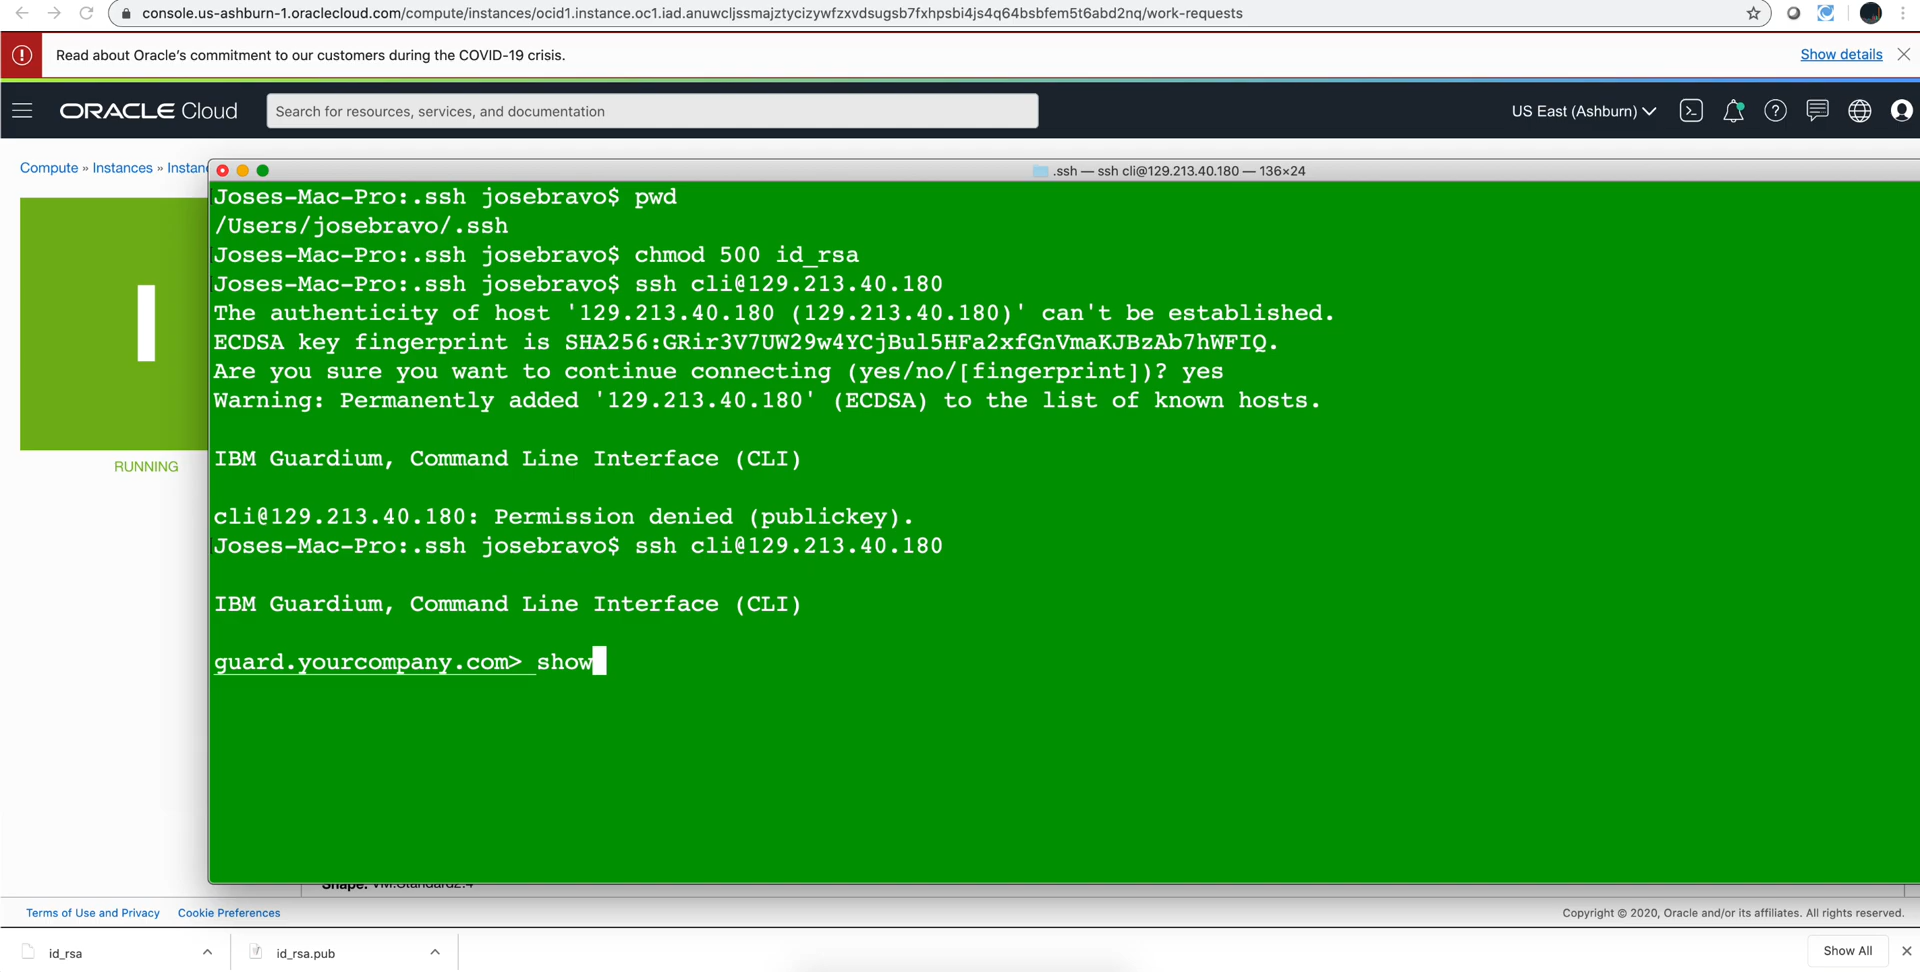 console.us-ashburn-1.oraclecloud.com/compute/instances/ocid1.instance.oc1.iad.anuwcljssmajztycizywfzxvdsugsb7fxhpsbi4js4q64bsbfem5t6abd2nq/work-requests
Read about Oracle's commitment to our customers during the COVID-19 crisis.
Show details
ORACLE Cloud
Search for resources, services, and documentation
US East (Ashburn)
Compute » Instances » Instan
.ssh — ssh cli@129.213.40.180 — 136×24
Joses-Mac-Pro:.ssh josebravo$ pwd
/Users/josebravo/.ssh
Joses-Mac-Pro:.ssh josebravo$ chmod 500 id_rsa
Joses-Mac-Pro:.ssh josebravo$ ssh cli@129.213.40.180
The authenticity of host '129.213.40.180 (129.213.40.180)' can't be established.
ECDSA key fingerprint is SHA256:GRir3V7UW29w4YCjBul5HFa2xfGnVmaKJBzAb7hWFIQ.
Are you sure you want to continue connecting (yes/no/[fingerprint])? yes
Warning: Permanently added '129.213.40.180' (ECDSA) to the list of known hosts.
IBM Guardium, Command Line Interface (CLI)
cli@129.213.40.180: Permission denied (publickey).
Joses-Mac-Pro:.ssh josebravo$ ssh cli@129.213.40.180
IBM Guardium, Command Line Interface (CLI)
guard.yourcompany.com> show
I
RUNNING
Shape: VM.Standard2.4
Terms of Use and Privacy
Cookie Preferences
Copyright © 2020, Oracle and/or its affiliates. All rights reserved.
id_rsa
id_rsa.pub
Show All